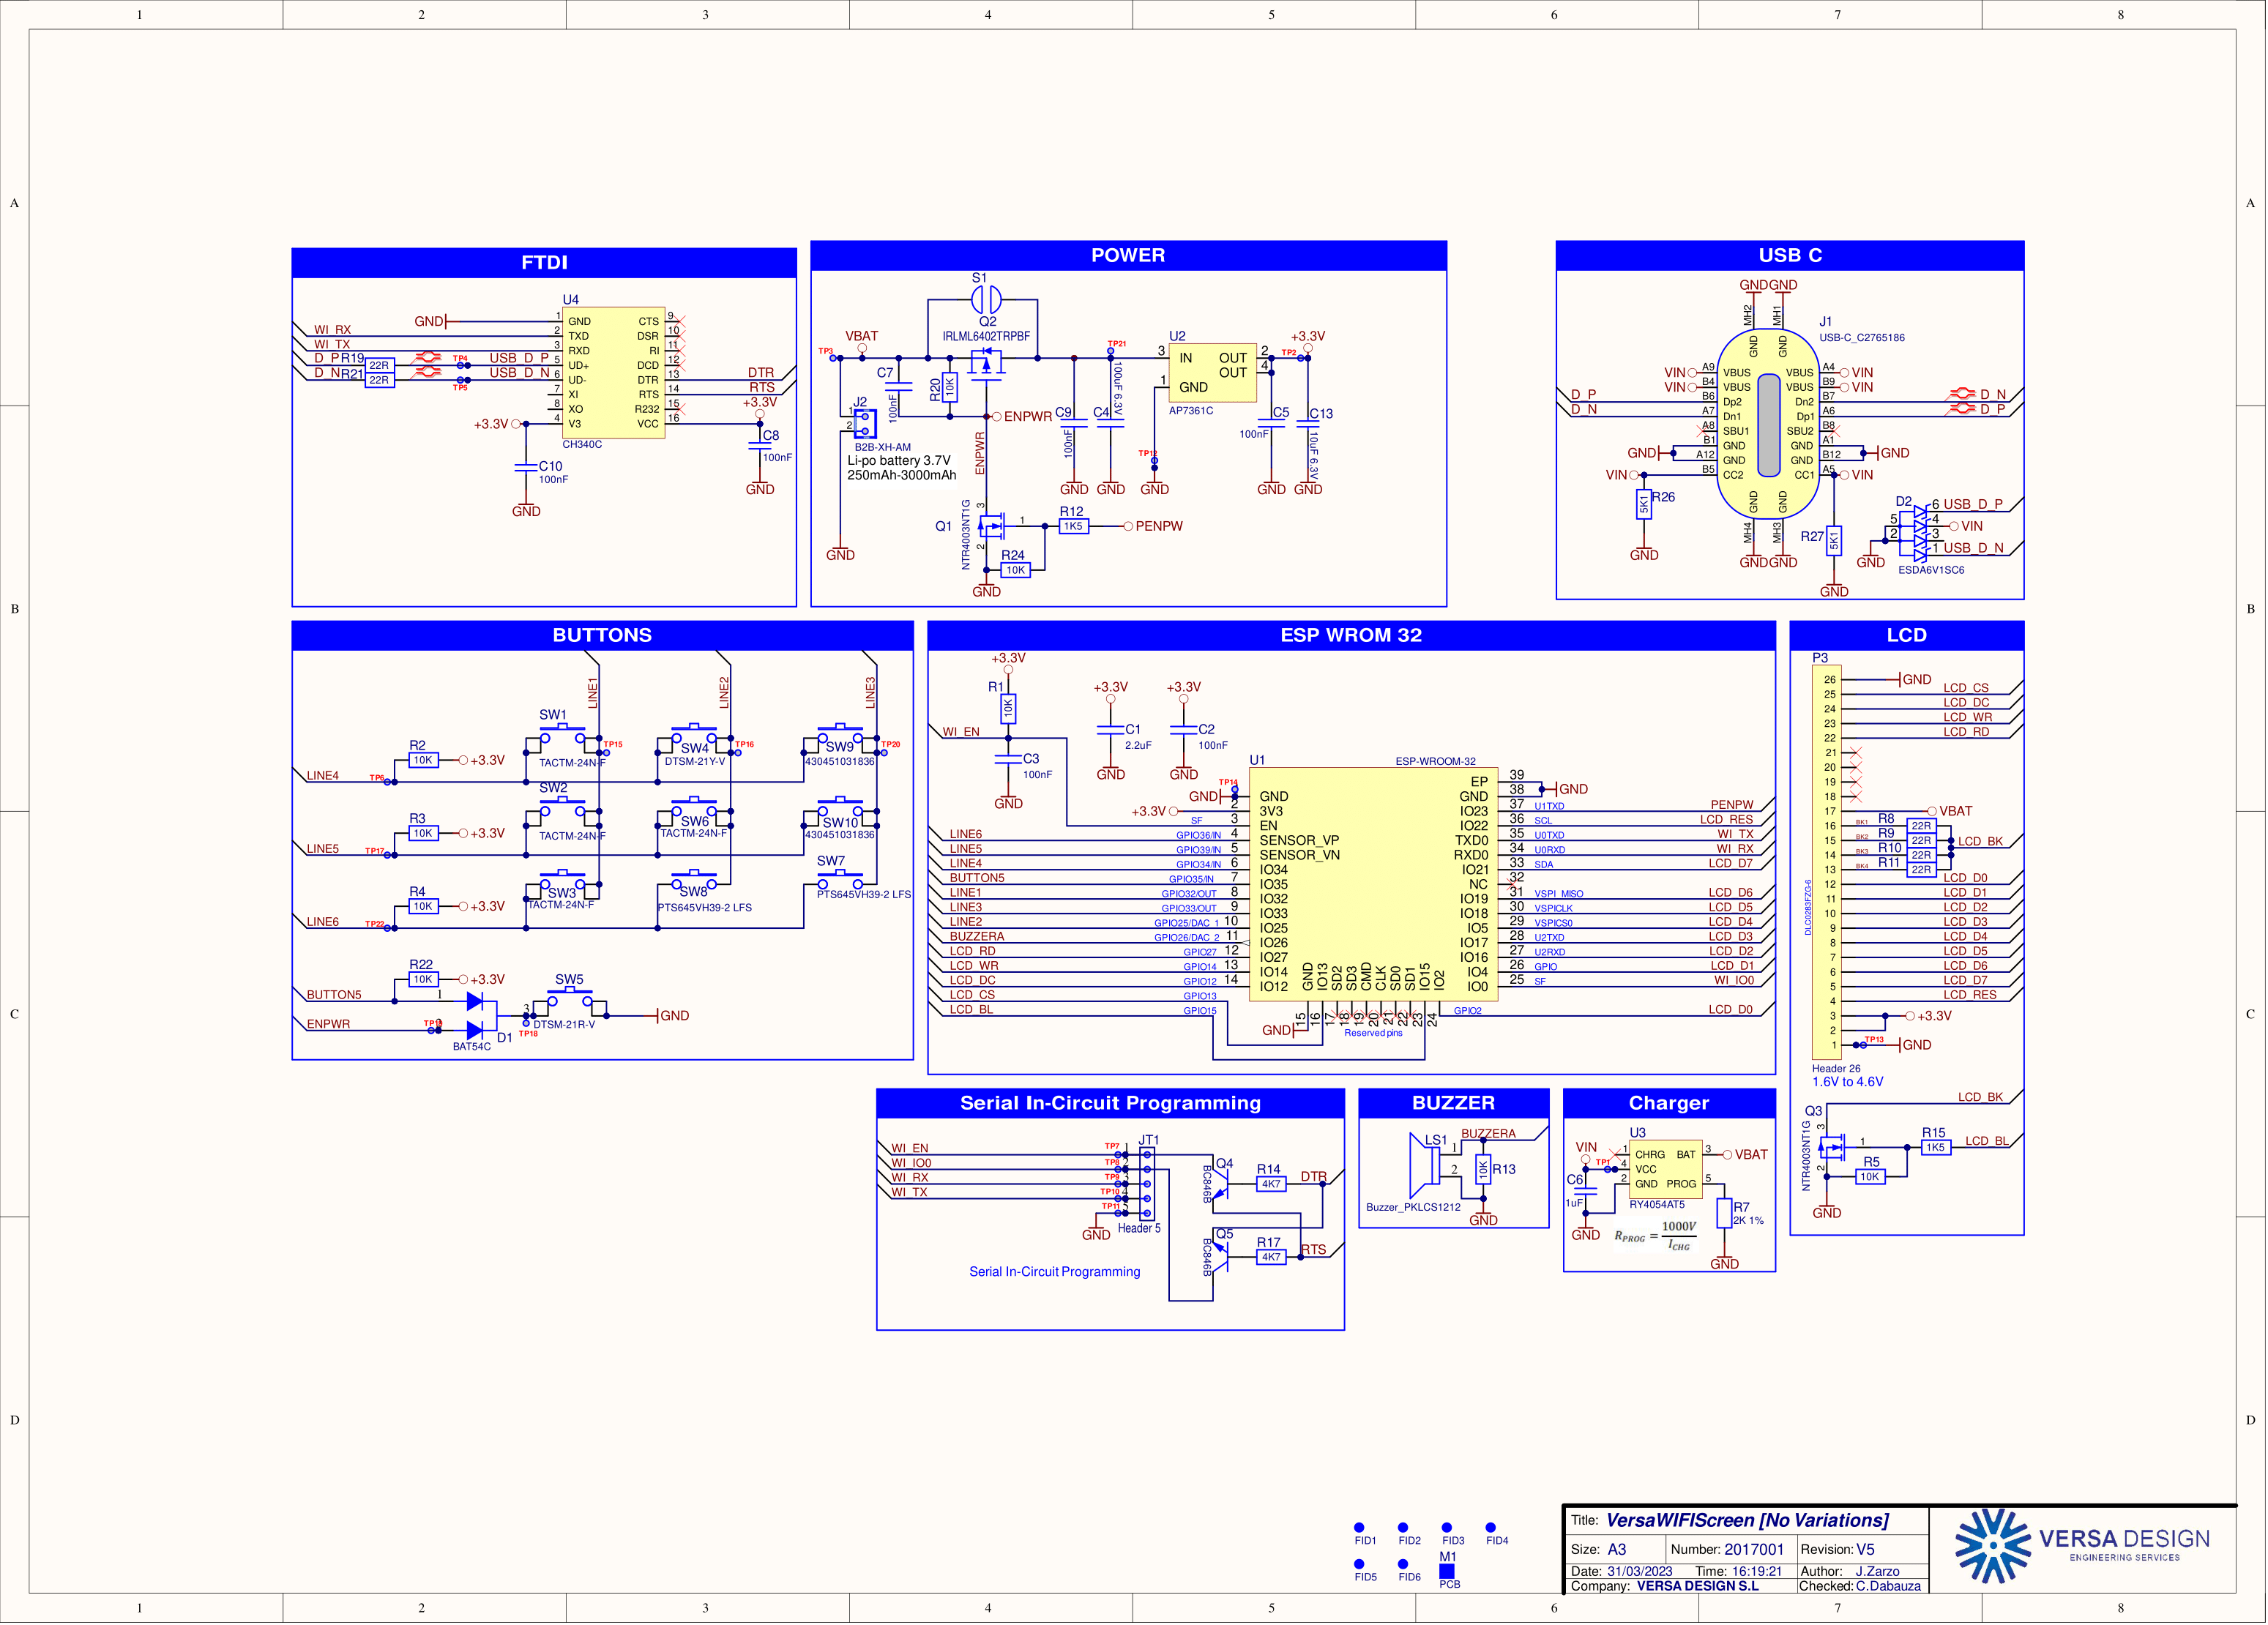 1 2 3 4 5 6 7 8
A A
B B
C C
D D
FTDI
U4
CH340C
GND
WI_RX
WI_TX
D_P R19 22R TP4 USB_D_P
D_N R21 22R TP5 USB_D_N
1 GND CTS 9
2 TXD DSR 10
3 RXD RI 11
5 UD+ DCD 12
6 UD- DTR 13 DTR
7 XI RTS 14 RTS
8 XO R232 15
4 V3 VCC 16
+3.3V
+3.3V
C8
100nF
GND
C10
100nF
GND
POWER
S1
Q2
IRLML6402TRPBF
VBAT
TP3
C7
100nF
R20
10K
ENPWR
ENPWR
J2
1
2
B2B-XH-AM
Li-po battery 3.7V
250mAh-3000mAh
GND
Q1
NTR4003NT1G
3
1
2
R12
1K5
PENPW
R24
10K
GND
C9
100nF
GND
TP21
C4
100uF 6.3V
GND
U2
3 IN OUT 2
OUT 4
1 GND
AP7361C
TP12
GND
TP2
+3.3V
C5
100nF
GND
C13
10uF 6.3V
GND
USB C
GND GND
MH2 MH1
GND GND
J1
USB-C_C2765186
VIN A9 VBUS VBUS A4 VIN
VIN B4 VBUS VBUS B9 VIN
D_P B6 Dp2 Dn2 B7 D_N
D_N A7 Dn1 Dp1 A6 D_P
A8 SBU1 SBU2 B8
B1 GND GND A1
GND A12 GND GND B12 GND
VIN B5 CC2 CC1 A5 VIN
GND GND
MH4 MH3
GND GND
R26
5K1
GND
R27
5K1
GND
D2
6 USB_D_P
5 4 VIN
2 3
1 USB_D_N
GND
ESDA6V1SC6
BUTTONS
LINE1 LINE2 LINE3
SW1
TACTM-24N-F
TP15
SW4
DTSM-21Y-V
TP16
SW9
430451031836
TP20
R2
10K
+3.3V
LINE4
TP6
SW2
TACTM-24N-F
SW6
TACTM-24N-F
SW10
430451031836
R3
10K
+3.3V
LINE5
TP17
SW3
TACTM-24N-F
SW8
PTS645VH39-2 LFS
SW7
PTS645VH39-2 LFS
R4
10K
+3.3V
LINE6
TP22
R22
10K
+3.3V
BUTTON5
1
ENPWR
3
D1
BAT54C
TP18
SW5
DTSM-21R-V
GND
ESP WROM 32
+3.3V
R1
10K
WI_EN
C3
100nF
GND
+3.3V
C1
2.2uF
GND
+3.3V
C2
100nF
GND
U1
ESP-WROOM-32
TP14
GND GND EP 39
+3.3V 2 3V3 GND 38 GND
SF 3 EN IO23 37 U1TXD PENPW
LINE6 GPIO36/IN 4 SENSOR_VP IO22 36 SCL LCD_RES
LINE5 GPIO39/IN 5 SENSOR_VN TXD0 35 U0TXD WI_TX
LINE4 GPIO34/IN 6 IO34 RXD0 34 U0RXD WI_RX
BUTTON5 GPIO35/IN 7 IO35 IO21 33 SDA LCD_D7
LINE1 GPIO32/OUT 8 IO32 NC 32
LINE3 GPIO33/OUT 9 IO33 IO19 31 VSPI_MISO LCD_D6
LINE2 GPIO25/DAC_1 10 IO25 IO18 30 VSPICLK LCD_D5
BUZZERA GPIO26/DAC_2 11 IO26 IO5 29 VSPICS0 LCD_D4
LCD_RD GPIO27 12 IO27 IO17 28 U2TXD LCD_D3
LCD_WR GPIO14 13 IO14 IO16 27 U2RXD LCD_D2
LCD_DC GPIO12 14 IO12 IO4 26 GPIO LCD_D1
IO0 25 SF WI_IO0
LCD_CS GPIO13
LCD_BL GPIO15
GPIO2 LCD_D0
GND IO13 SD2 SD3 CMD CLK SD0 SD1 IO15 IO2
15 16 17 18 19 20 21 22 23 24
GND
Reserved pins
LCD
P3
26 GND
25 LCD_CS
24 LCD_DC
23 LCD_WR
22 LCD_RD
21
20
19
18
17 VBAT
16 BK1 R8 22R
15 BK2 R9 22R LCD_BK
14 BK3 R10 22R
13 BK4 R11 22R
12 LCD_D0
11 LCD_D1
10 LCD_D2
9 LCD_D3
8 LCD_D4
7 LCD_D5
6 LCD_D6
5 LCD_D7
4 LCD_RES
3 +3.3V
2
1 TP13 GND
DLC0283FZG-6
Header 26
1.6V to 4.6V
LCD_BK
Q3
NTR4003NT1G
3
1
2
R15
1K5
LCD_BL
R5
10K
GND
Serial In-Circuit Programming
JT1
WI_EN TP7 1
WI_IO0 TP8
WI_RX TP9
WI_TX TP10
TP11
GND
Header 5
Q4
BC846B
R14
4K7
DTR
Q5
BC846B
R17
4K7
RTS
Serial In-Circuit Programming
BUZZER
LS1
BUZZERA
1
2
10K
R13
Buzzer_PKLCS1212
GND
Charger
U3
VIN
TP1
1 CHRG BAT 3 VBAT
4 VCC
2 GND PROG 5
RY4054AT5
C6
1uF
GND
R7
2K 1%
GND
R_PROG = 1000V / I_CHG
FID1 FID2 FID3 FID4
FID5 FID6 M1
PCB
Title: VersaWIFIScreen [No Variations]
Size: A3 Number: 2017001 Revision: V5
Date: 31/03/2023 Time: 16:19:21 Author: J.Zarzo
Company: VERSA DESIGN S.L Checked: C.Dabauza
VERSA DESIGN
ENGINEERING SERVICES
1 2 3 4 5 6 7 8